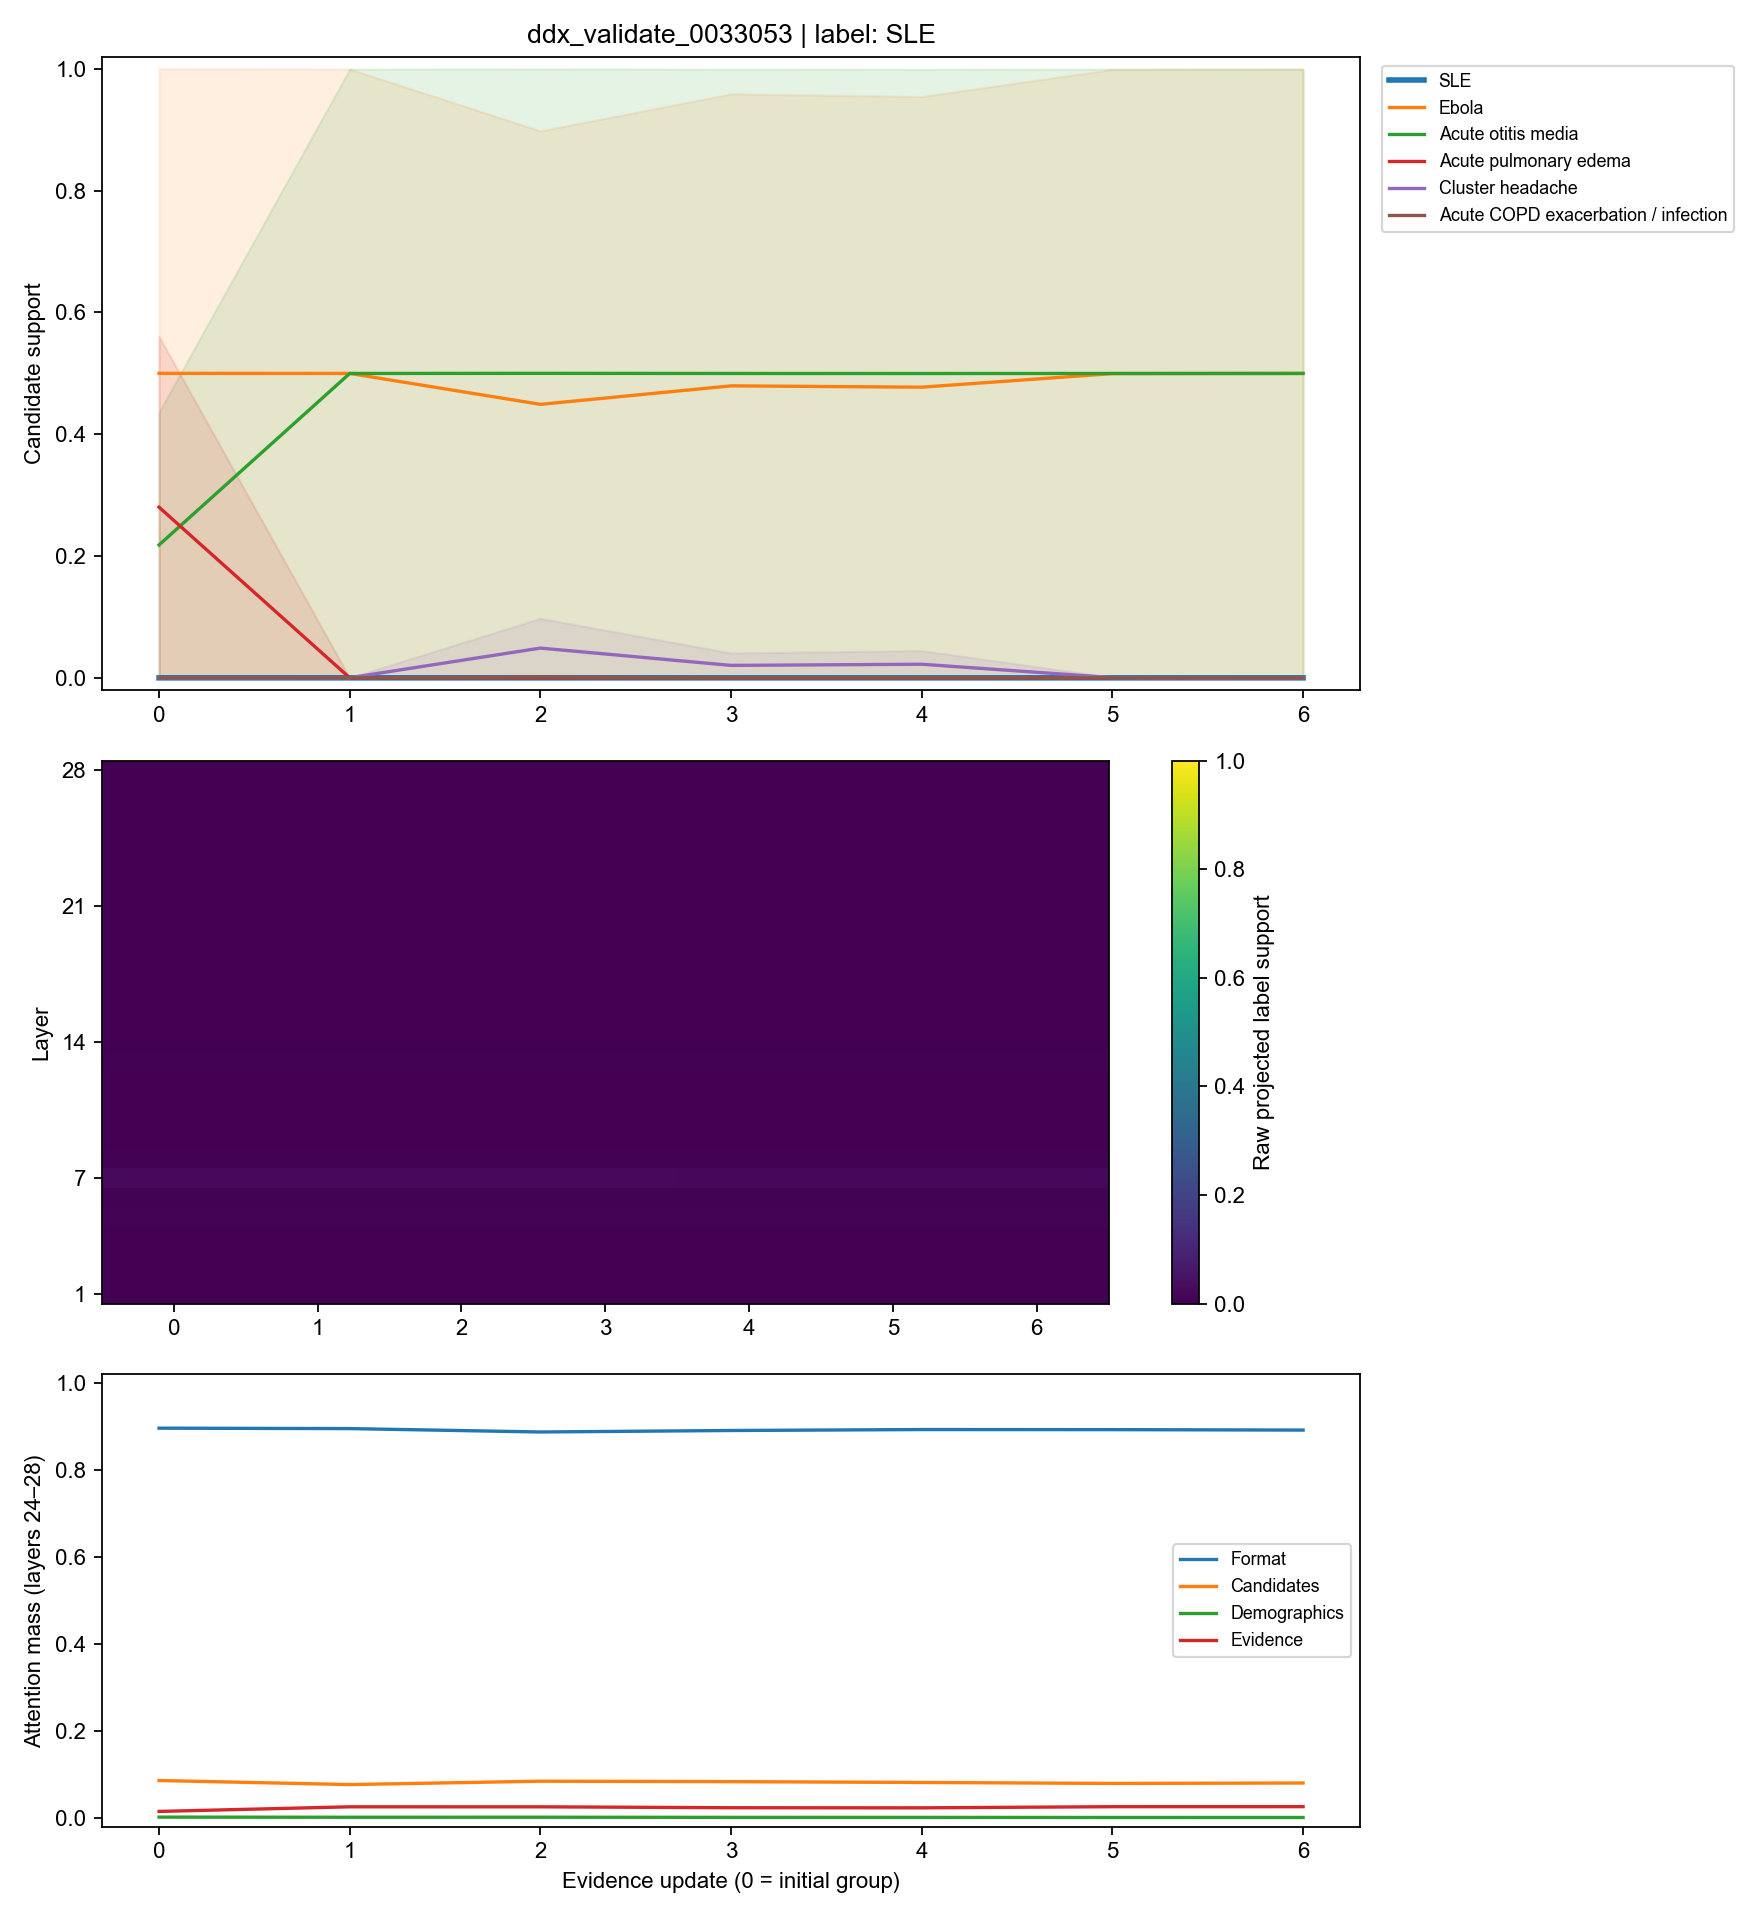 ddx_validate_0033053 | label: SLE
Candidate support
1.0
0.8
0.6
0.4
0.2
0.0
0 1 2 3 4 5 6
SLE
Ebola
Acute otitis media
Acute pulmonary edema
Cluster headache
Acute COPD exacerbation / infection
Layer
28
21
14
7
1
0 1 2 3 4 5 6
1.0
0.8
0.6
0.4
0.2
0.0
Raw projected label support
Attention mass (layers 24–28)
1.0
0.8
0.6
0.4
0.2
0.0
Format
Candidates
Demographics
Evidence
0 1 2 3 4 5 6
Evidence update (0 = initial group)